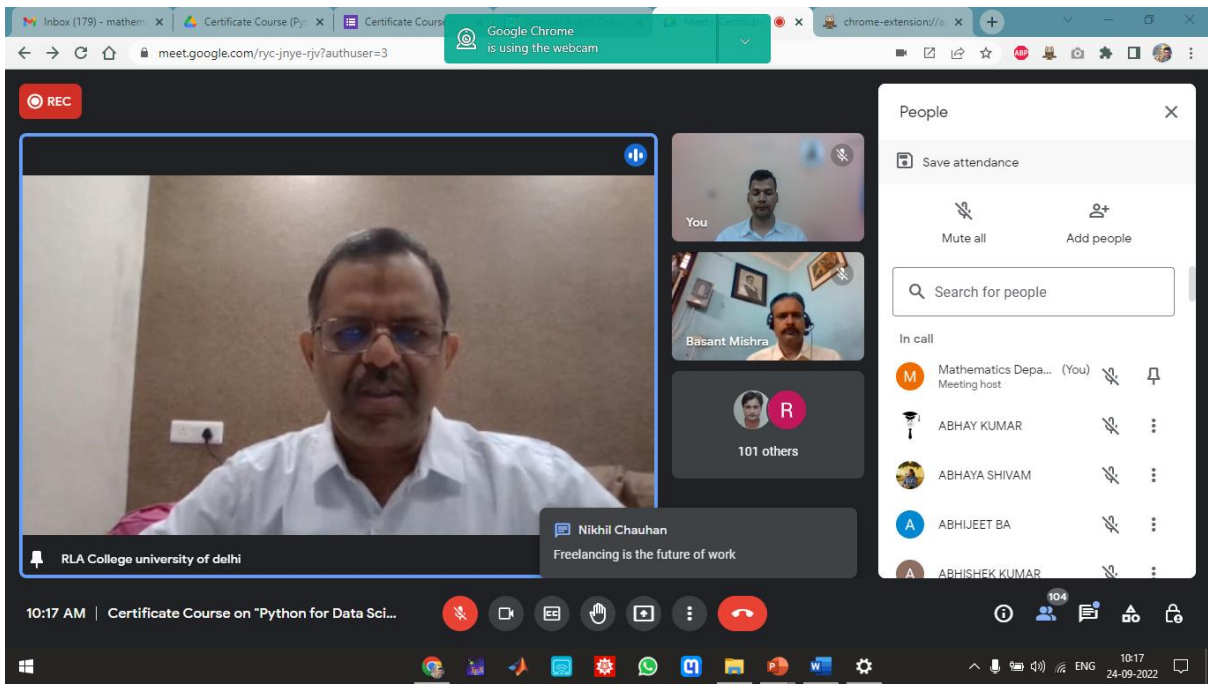 Inbox (179) - mathem
Certificate Course (Pyt
Certificate Course
Meet - Certificate
chrome-extension://a
Google Chrome
is using the webcam
meet.google.com/ryc-jnye-rjv?authuser=3
ABP
REC
People
Save attendance
Mute all
Add people
Search for people
In call
M
Mathematics Depa... (You)
Meeting host
ABHAY KUMAR
ABHAYA SHIVAM
A
ABHIJEET BA
A
ABHISHEK KUMAR
You
Basant Mishra
R
101 others
Nikhil Chauhan
Freelancing is the future of work
RLA College university of delhi
10:17 AM | Certificate Course on "Python for Data Sci...
CC
104
ENG
10:17
24-09-2022